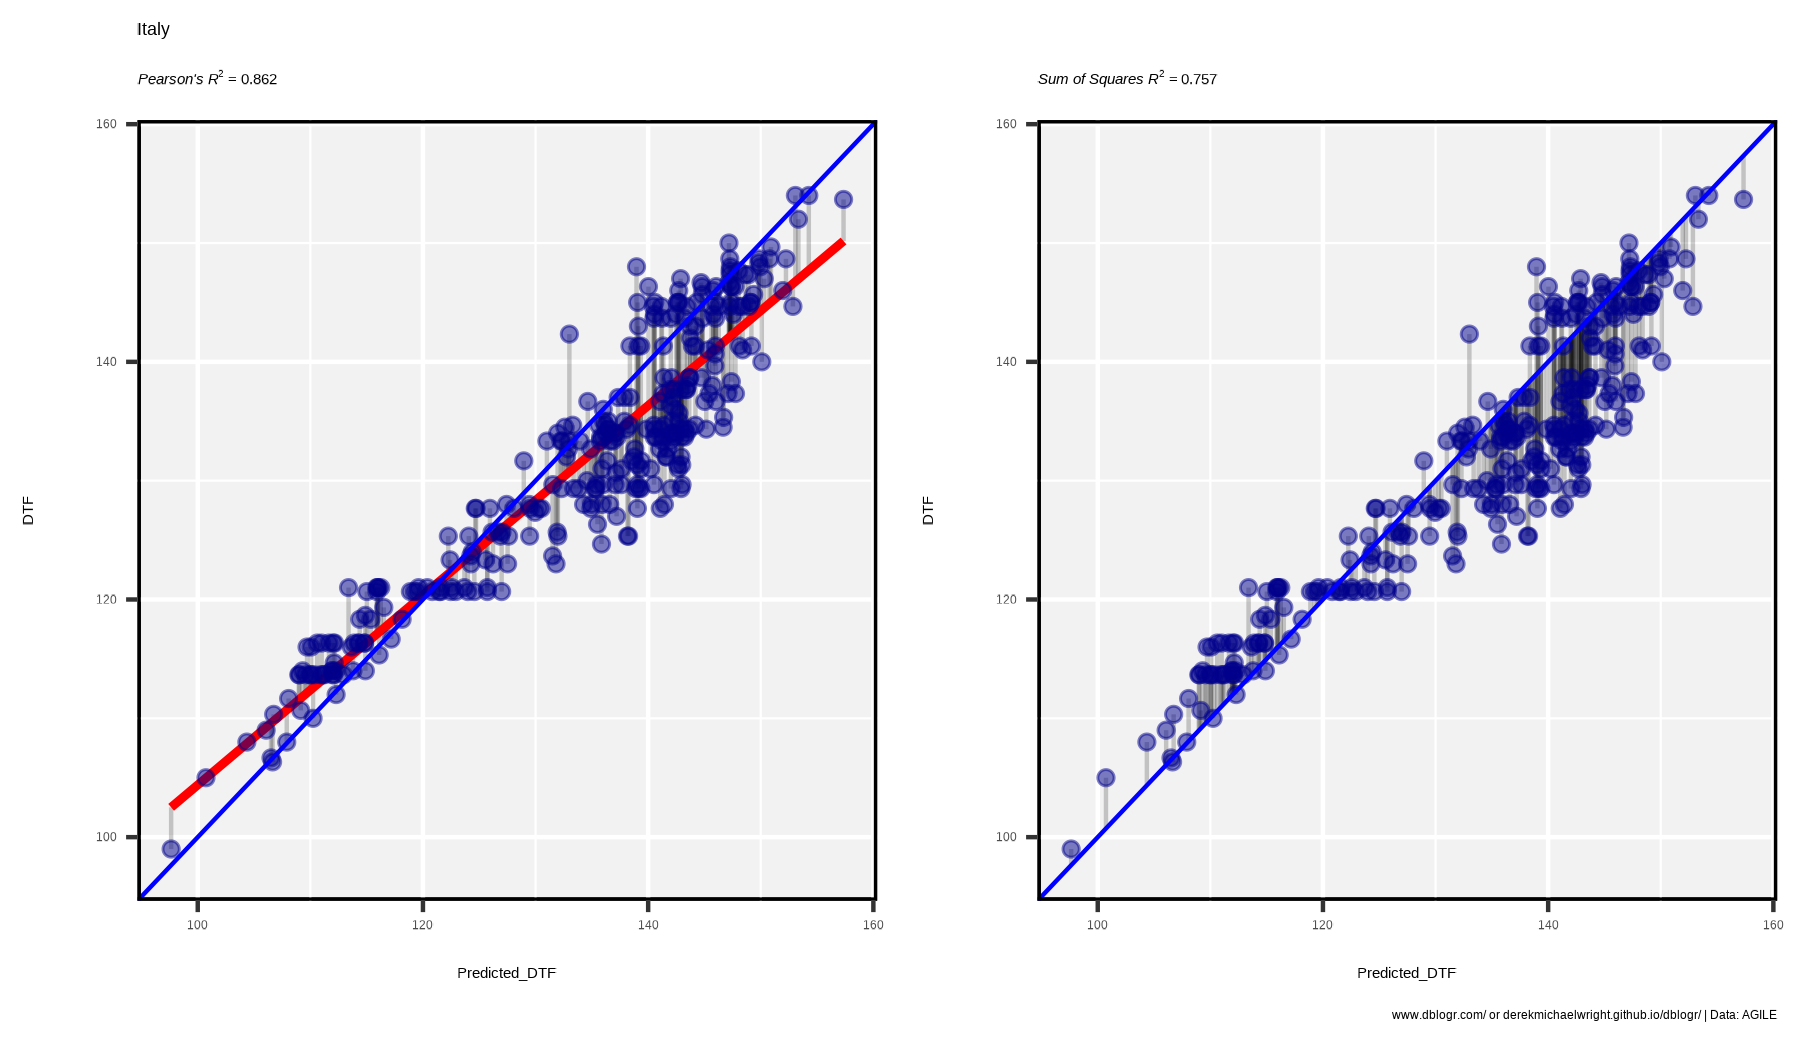 Italy
Pearson's R² = 0.862
Sum of Squares R² = 0.757
160
140
120
100
DTF
100 120 140 160
Predicted_DTF
160
140
120
100
DTF
100 120 140 160
Predicted_DTF
www.dblogr.com/ or derekmichaelwright.github.io/dblogr/ | Data: AGILE